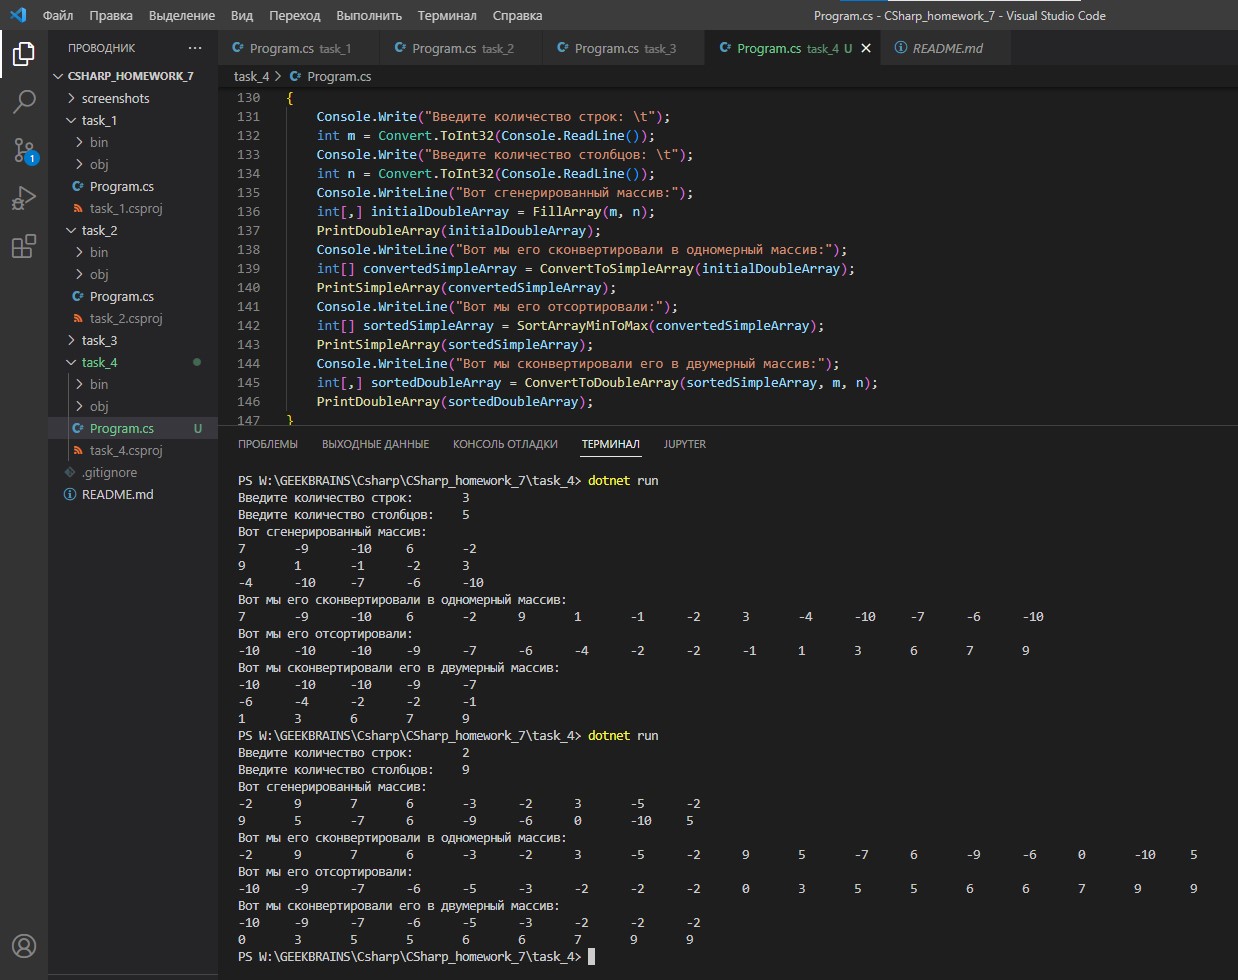 Файл Правка Выделение Вид Переход Выполнить Терминал Справка Program.cs - CSharp_homework_7 - Visual Studio Code
ПРОВОДНИК ...
CSHARP_HOMEWORK_7
screenshots
task_1
bin
obj
C# Program.cs
task_1.csproj
task_2
bin
obj
C# Program.cs
task_2.csproj
task_3
task_4
bin
obj
C# Program.cs U
task_4.csproj
.gitignore
README.md
1
C# Program.cs task_1 C# Program.cs task_2 C# Program.cs task_3 C# Program.cs task_4 U README.md
task_4 > C# Program.cs
130 {
131 Console.Write("Введите количество строк: \t");
132 int m = Convert.ToInt32(Console.ReadLine());
133 Console.Write("Введите количество столбцов: \t");
134 int n = Convert.ToInt32(Console.ReadLine());
135 Console.WriteLine("Вот сгенерированный массив:");
136 int[,] initialDoubleArray = FillArray(m, n);
137 PrintDoubleArray(initialDoubleArray);
138 Console.WriteLine("Вот мы его сконвертировали в одномерный массив:");
139 int[] convertedSimpleArray = ConvertToSimpleArray(initialDoubleArray);
140 PrintSimpleArray(convertedSimpleArray);
141 Console.WriteLine("Вот мы его отсортировали:");
142 int[] sortedSimpleArray = SortArrayMinToMax(convertedSimpleArray);
143 PrintSimpleArray(sortedSimpleArray);
144 Console.WriteLine("Вот мы сконвертировали его в двумерный массив:");
145 int[,] sortedDoubleArray = ConvertToDoubleArray(sortedSimpleArray, m, n);
146 PrintDoubleArray(sortedDoubleArray);
147 }
ПРОБЛЕМЫ ВЫХОДНЫЕ ДАННЫЕ КОНСОЛЬ ОТЛАДКИ ТЕРМИНАЛ JUPYTER
PS W:\GEEKBRAINS\Csharp\CSharp_homework_7\task_4> dotnet run
Введите количество строк: 3
Введите количество столбцов: 5
Вот сгенерированный массив:
7 -9 -10 6 -2
9 1 -1 -2 3
-4 -10 -7 -6 -10
Вот мы его сконвертировали в одномерный массив:
7 -9 -10 6 -2 9 1 -1 -2 3 -4 -10 -7 -6 -10
Вот мы его отсортировали:
-10 -10 -10 -9 -7 -6 -4 -2 -2 -1 1 3 6 7 9
Вот мы сконвертировали его в двумерный массив:
-10 -10 -10 -9 -7
-6 -4 -2 -2 -1
1 3 6 7 9
PS W:\GEEKBRAINS\Csharp\CSharp_homework_7\task_4> dotnet run
Введите количество строк: 2
Введите количество столбцов: 9
Вот сгенерированный массив:
-2 9 7 6 -3 -2 3 -5 -2
9 5 -7 6 -9 -6 0 -10 5
Вот мы его сконвертировали в одномерный массив:
-2 9 7 6 -3 -2 3 -5 -2 9 5 -7 6 -9 -6 0 -10 5
Вот мы его отсортировали:
-10 -9 -7 -6 -5 -3 -2 -2 -2 0 3 5 5 6 6 7 9 9
Вот мы сконвертировали его в двумерный массив:
-10 -9 -7 -6 -5 -3 -2 -2 -2
0 3 5 5 6 6 7 9 9
PS W:\GEEKBRAINS\Csharp\CSharp_homework_7\task_4>